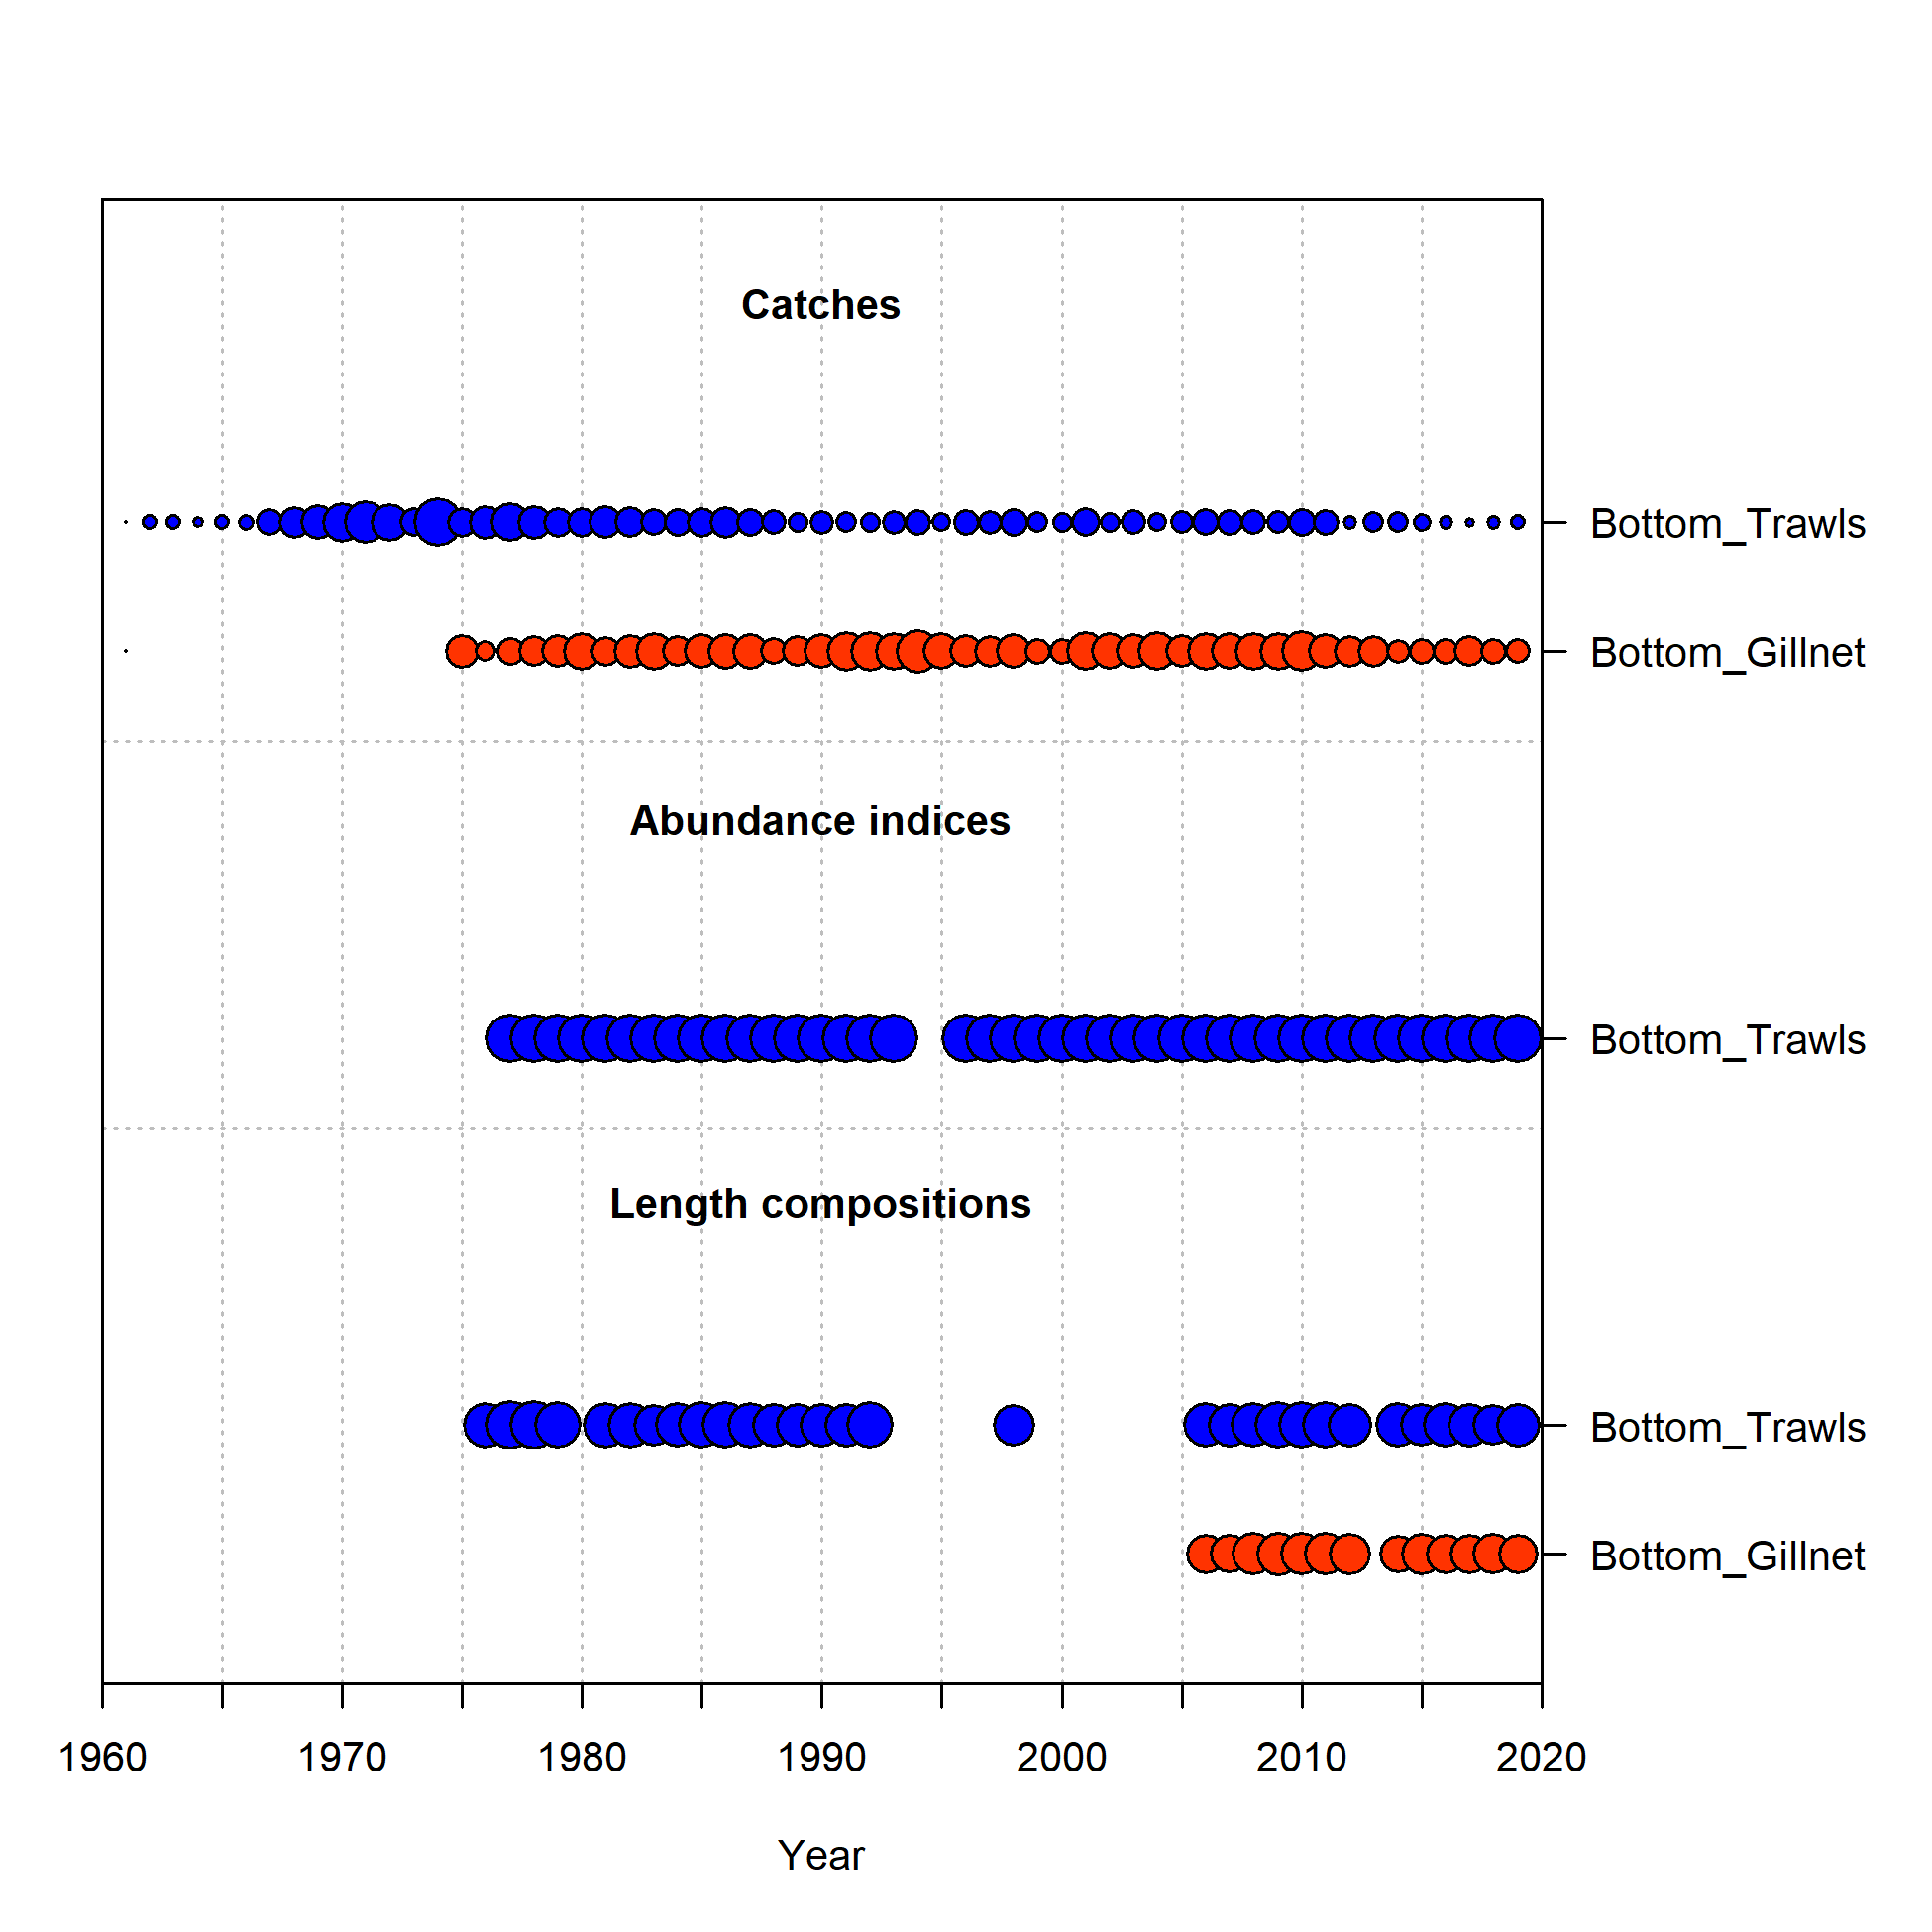 Catches
Bottom_Trawls
Bottom_Gillnet
Abundance indices
Bottom_Trawls
Length compositions
Bottom_Trawls
Bottom_Gillnet
1960 1970 1980 1990 2000 2010 2020
Year